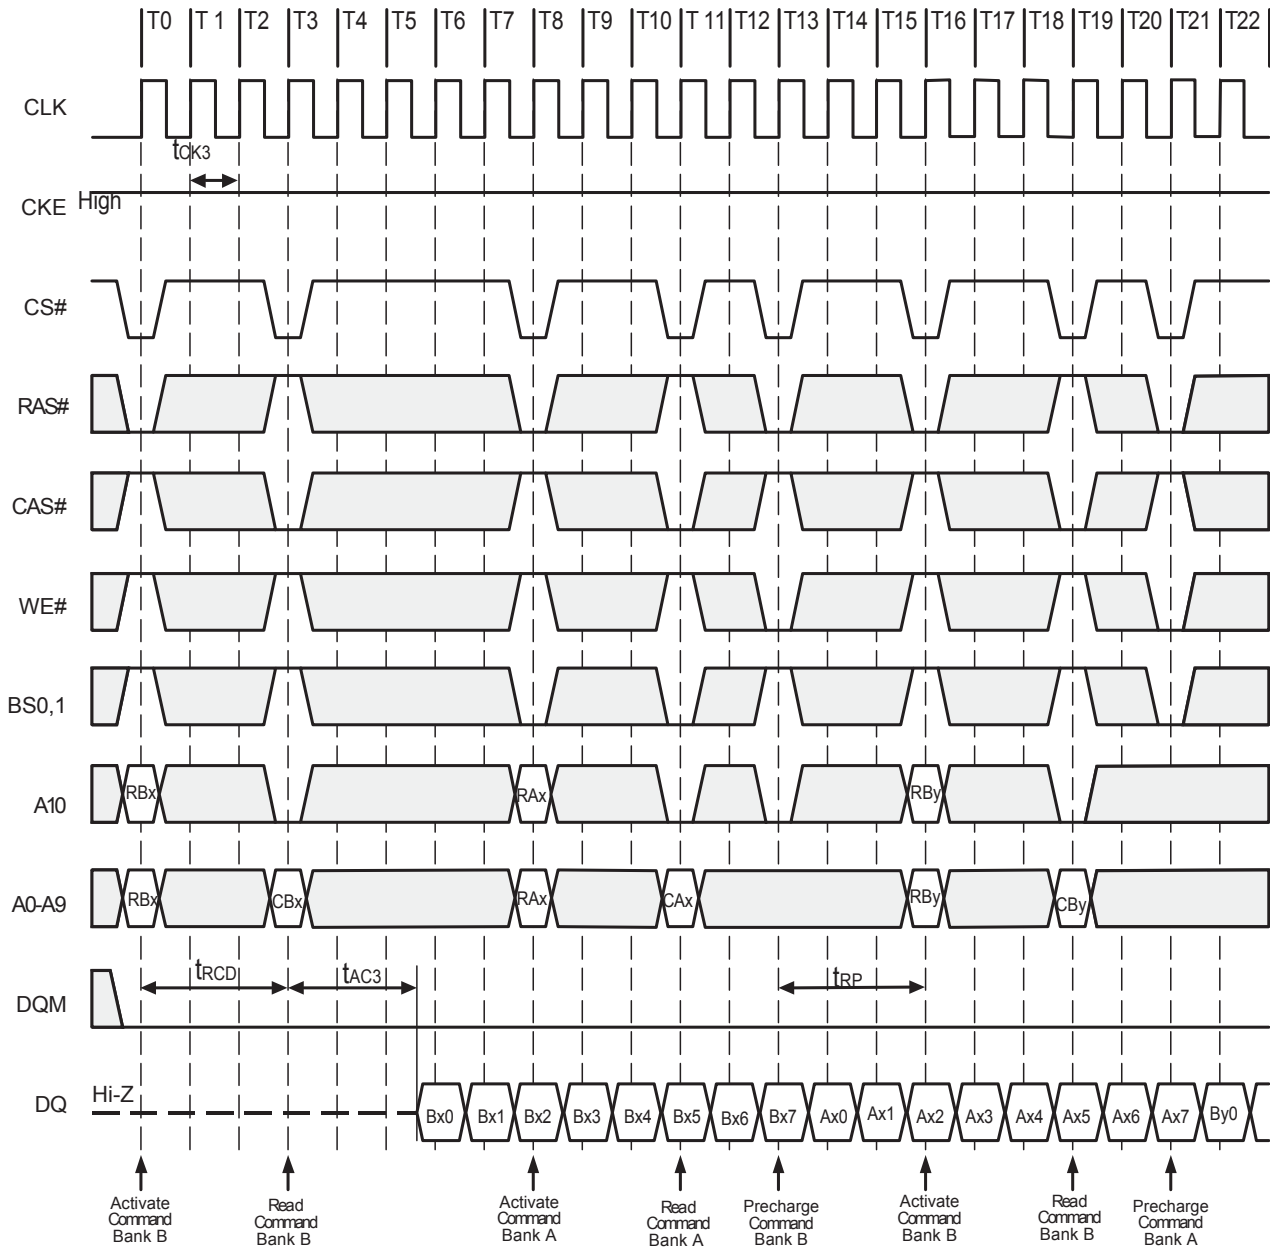 T0 T 1 T2 T3 T4 T5 T6 T7 T8 T9 T10 T 11 T12 T13 T14 T15 T16 T17 T18 T19 T20 T21 T22
CLK
tCK3
CKE High
CS#
RAS#
CAS#
WE#
BS0,1
A10 RBx RAx RBy
A0-A9 RBx CBx RAx CAx RBy CBy
tRCD tAC3 tRP
DQM
Hi-Z
DQ Bx0 Bx1 Bx2 Bx3 Bx4 Bx5 Bx6 Bx7 Ax0 Ax1 Ax2 Ax3 Ax4 Ax5 Ax6 Ax7 By0
Activate
Command
Bank B
Read
Command
Bank B
Activate
Command
Bank A
Read
Command
Bank A
Precharge
Command
Bank B
Activate
Command
Bank B
Read
Command
Bank B
Precharge
Command
Bank A